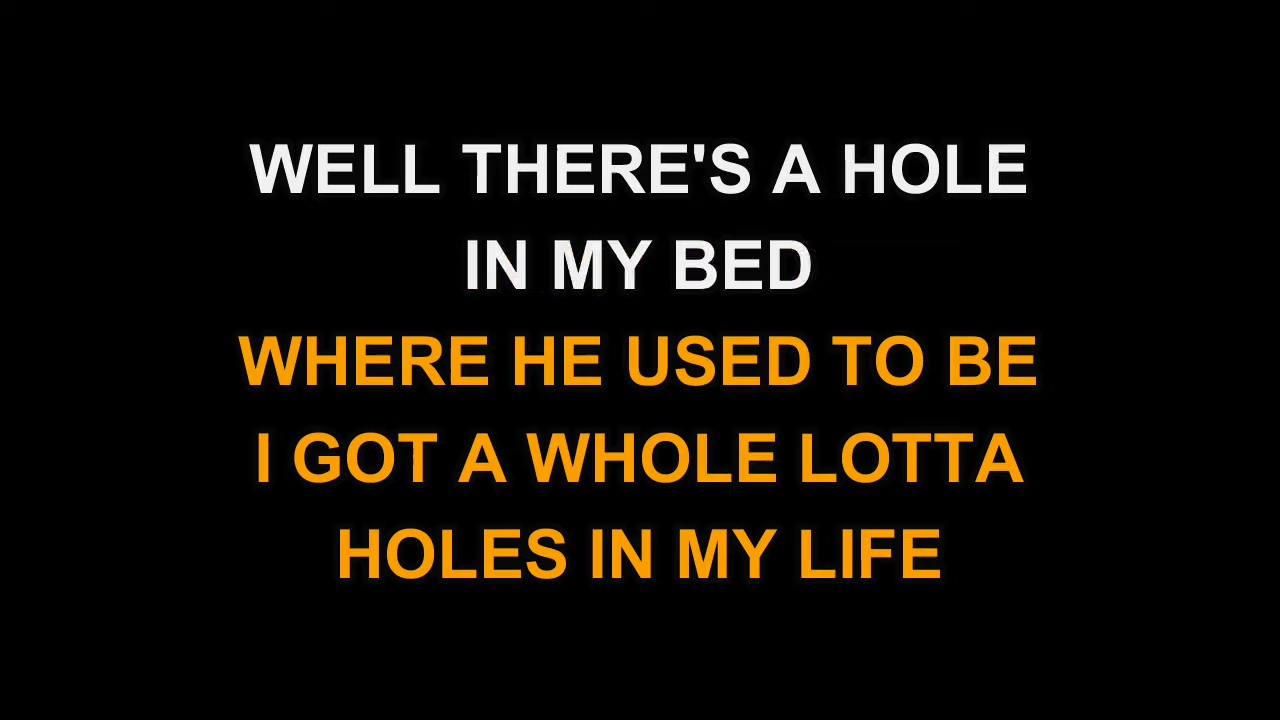 WELL THERE'S A HOLE
IN MY BED
WHERE HE USED TO BE
I GOT A WHOLE LOTTA
HOLES IN MY LIFE